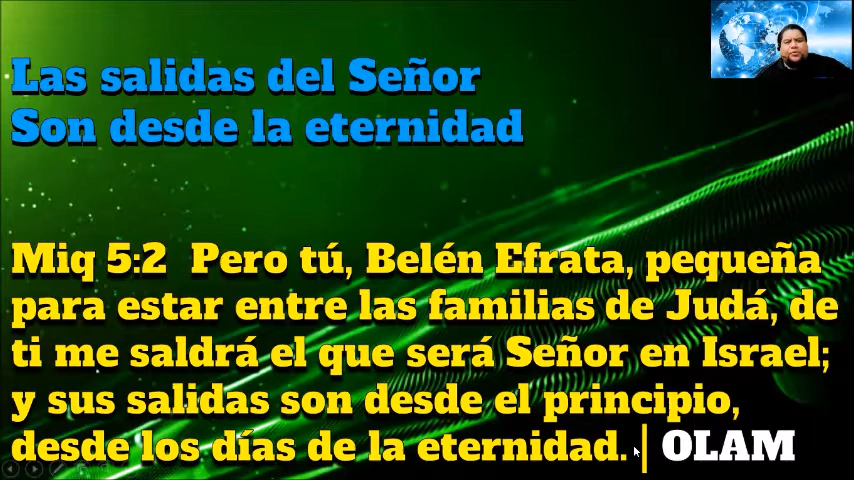 Las salidas del Señor
Son desde la eternidad
Miq 5:2 Pero tú, Belén Efrata, pequeña
para estar entre las familias de Judá, de
ti me saldrá el que será Señor en Israel;
y sus salidas son desde el principio,
desde los días de la eternidad. | OLAM